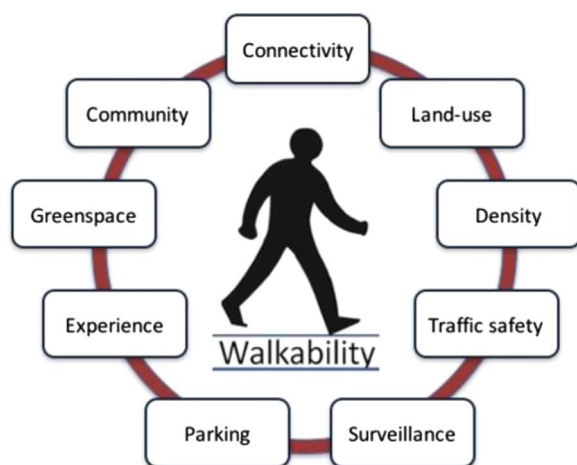 Connectivity
Community
Land-use
Greenspace
Density
Experience
Traffic safety
Walkability
Parking
Surveillance